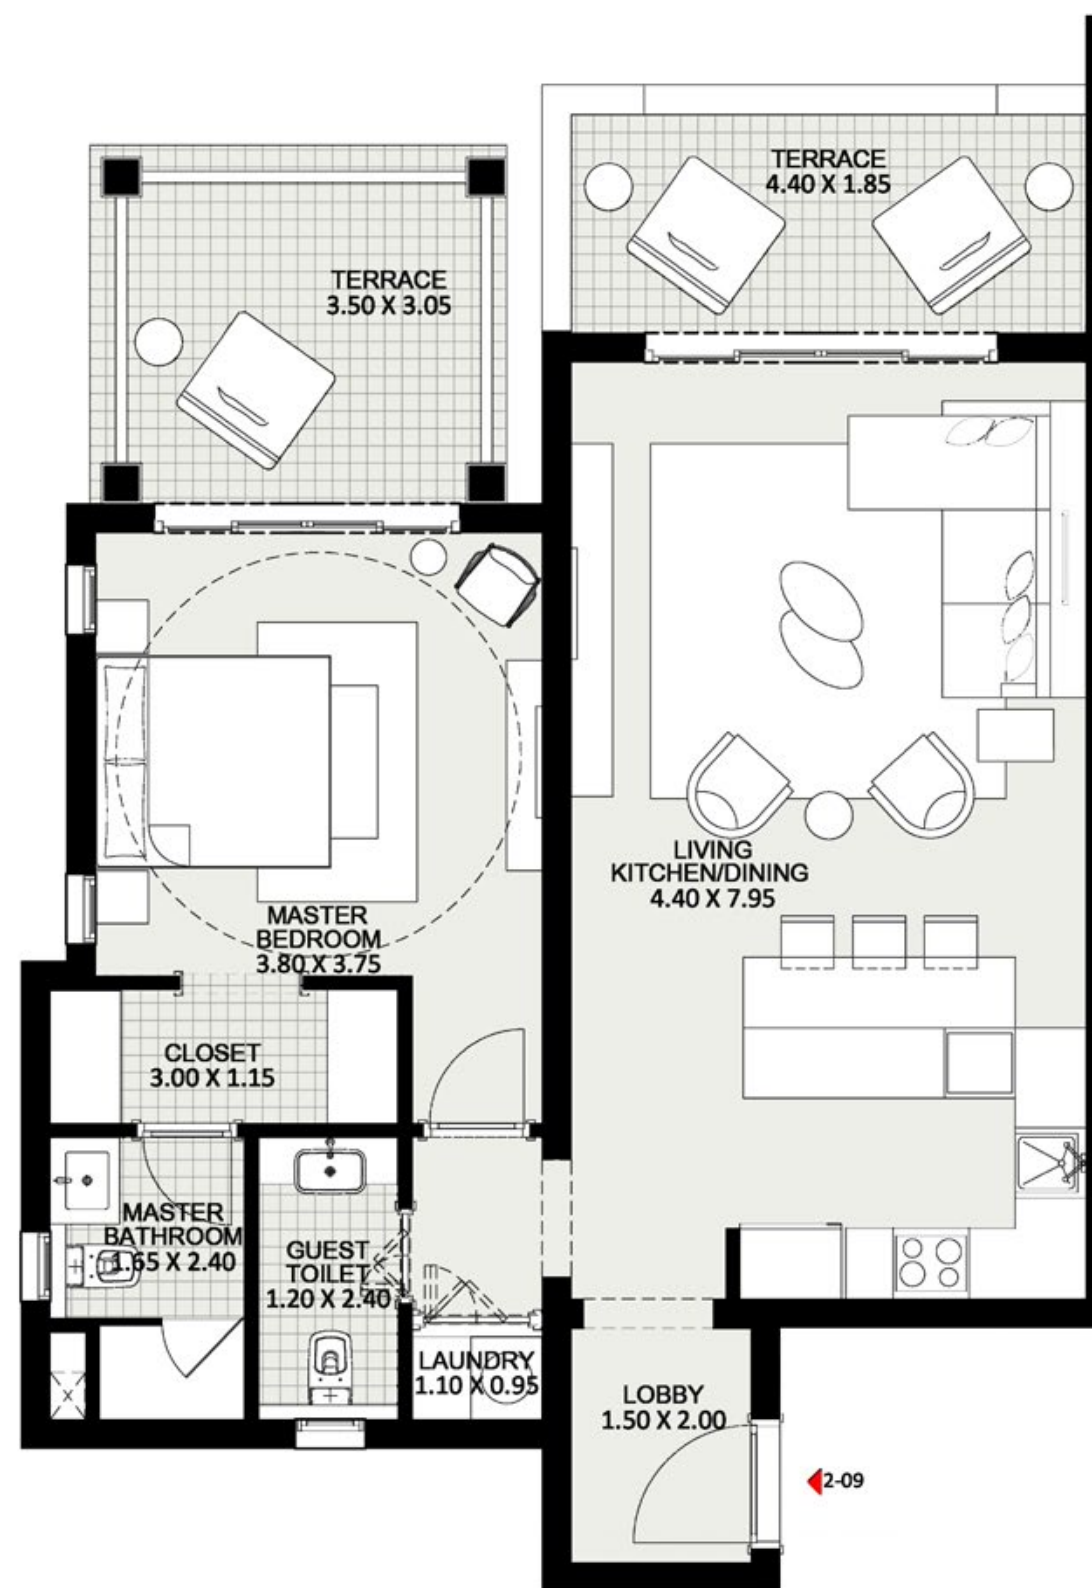 TERRACE
4.40 X 1.85
TERRACE
3.50 X 3.05
LIVING
KITCHEN/DINING
4.40 X 7.95
MASTER
BEDROOM
3.80 X 3.75
CLOSET
3.00 X 1.15
MASTER
BATHROOM
1.65 X 2.40
GUEST
TOILET
1.20 X 2.40
LAUNDRY
1.10 X 0.95
LOBBY
1.50 X 2.00
2-09